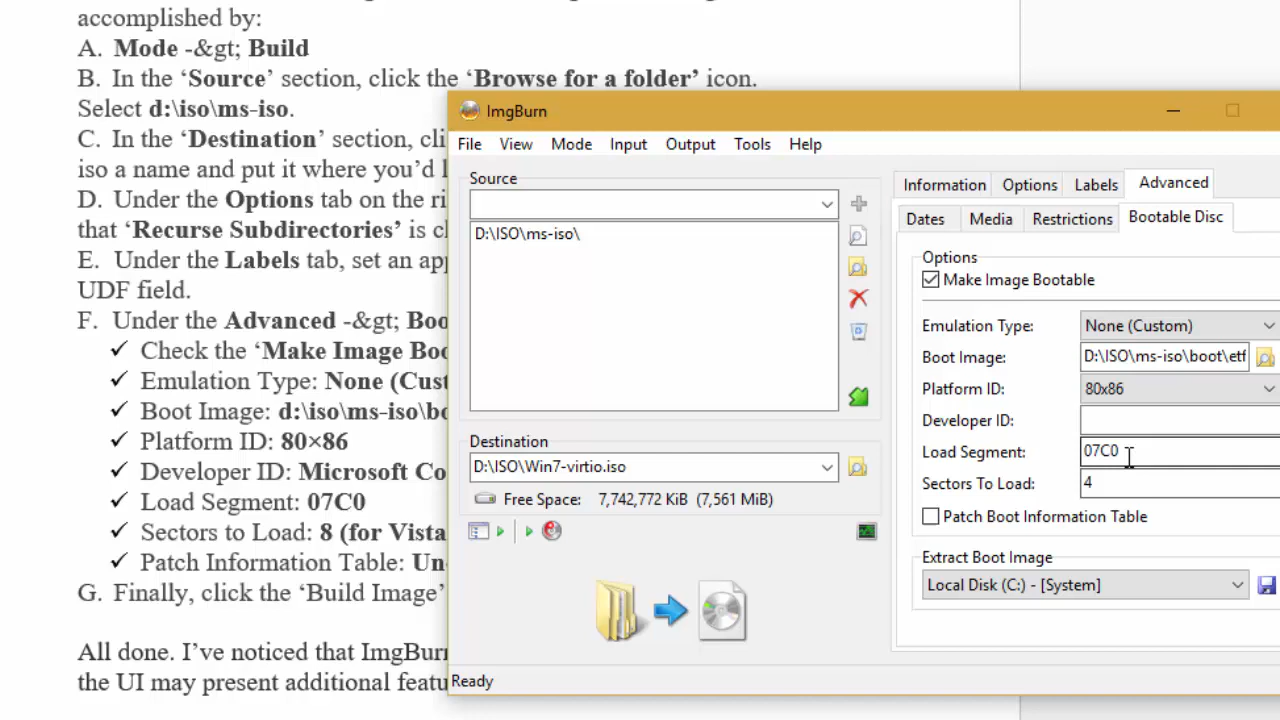 accomplished by:
A. Mode -&gt; Build
B. In the ‘Source’ section, click the ‘Browse for a folder’ icon.
Select d:\iso\ms-iso.
C. In the ‘Destination’ section, cli
iso a name and put it where you’d l
D. Under the Options tab on the ri
that ‘Recurse Subdirectories’ is c
E. Under the Labels tab, set an app
UDF field.
F. Under the Advanced -&gt; Boo
✓ Check the ‘Make Image Boo
✓ Emulation Type: None (Cust
✓ Boot Image: d:\iso\ms-iso\bo
✓ Platform ID: 80×86
✓ Developer ID: Microsoft Co
✓ Load Segment: 07C0
✓ Sectors to Load: 8 (for Vista
✓ Patch Information Table: Un
G. Finally, click the ‘Build Image’
All done. I’ve noticed that ImgBurn
the UI may present additional featu
ImgBurn
File View Mode Input Output Tools Help
Source
D:\ISO\ms-iso\
Destination
D:\ISO\Win7-virtio.iso
Free Space: 7,742,772 KiB (7,561 MiB)
Ready
Information Options Labels Advanced
Dates Media Restrictions Bootable Disc
Options
Make Image Bootable
Emulation Type: None (Custom)
Boot Image: D:\ISO\ms-iso\boot\etf
Platform ID: 80x86
Developer ID:
Load Segment: 07C0
Sectors To Load: 4
Patch Boot Information Table
Extract Boot Image
Local Disk (C:) - [System]